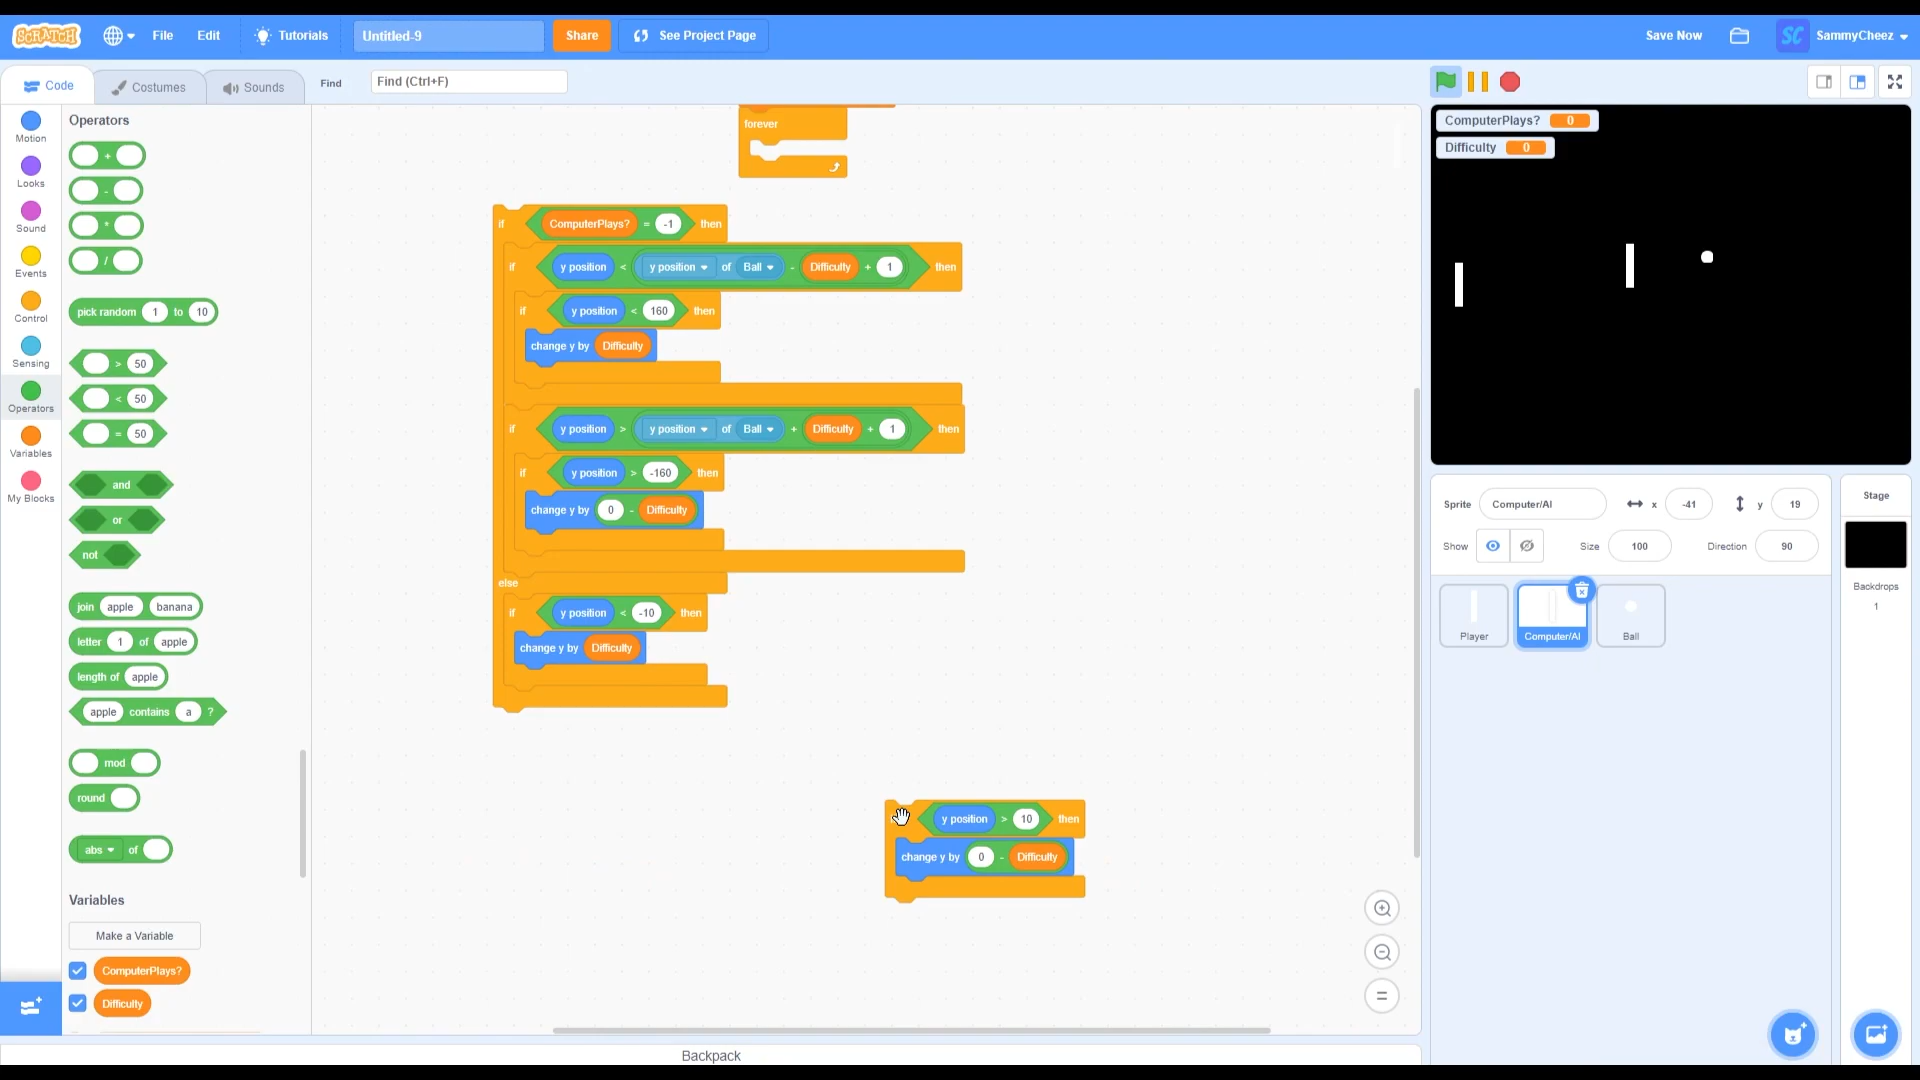 SCRATCH File Edit Tutorials Untitled-9 Share See Project Page Save Now SC SammyCheez
Code Costumes Sounds Find Find (Ctrl+F)
Motion
Looks
Sound
Events
Control
Sensing
Operators
Variables
My Blocks
Operators
+
-
*
/
pick random 1 to 10
> 50
< 50
= 50
and
or
not
join apple banana
letter 1 of apple
length of apple
apple contains a ?
mod
round
abs of
Variables
Make a Variable
ComputerPlays?
Difficulty
forever
if ComputerPlays? = -1 then
if y position < y position of Ball - Difficulty + 1 then
if y position < 160 then
change y by Difficulty
if y position > y position of Ball + Difficulty + 1 then
if y position > -160 then
change y by 0 - Difficulty
else
if y position < -10 then
change y by Difficulty
y position > 10 then
change y by 0 - Difficulty
Backpack
ComputerPlays? 0
Difficulty 0
Sprite Computer/AI x -41 y 19
Show Size 100 Direction 90
Player Computer/AI Ball
Stage
Backdrops
1